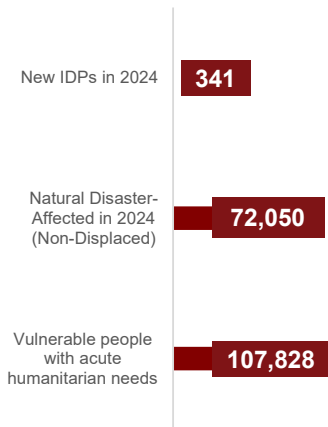 New IDPs in 2024
341
Natural Disaster-
Affected in 2024
(Non-Displaced)
72,050
Vulnerable people
with acute
humanitarian needs
107,828